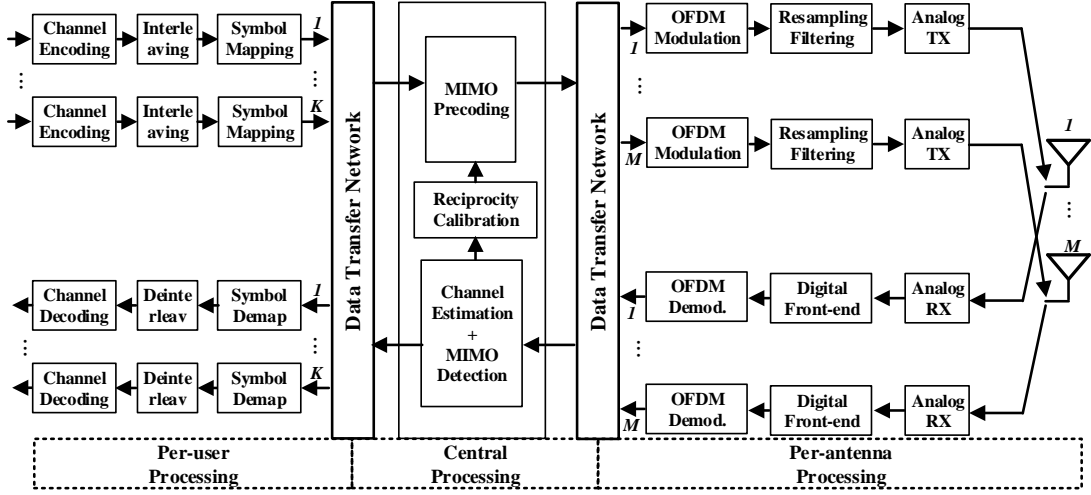 Channel Encoding
Interle aving
Symbol Mapping
1
Data Transfer Network
MIMO Precoding
Data Transfer Network
1
OFDM Modulation
Resampling Filtering
Analog TX
...
...
...
Channel Encoding
Interle aving
Symbol Mapping
K
M
OFDM Modulation
Resampling Filtering
Analog TX
1
...
M
Reciprocity Calibration
Channel Estimation + MIMO Detection
Channel Decoding
Deinte rleav
Symbol Demap
1
1
OFDM Demod.
Digital Front-end
Analog RX
...
...
...
Channel Decoding
Deinte rleav
Symbol Demap
K
M
OFDM Demod.
Digital Front-end
Analog RX
Per-user Processing
Central Processing
Per-antenna Processing